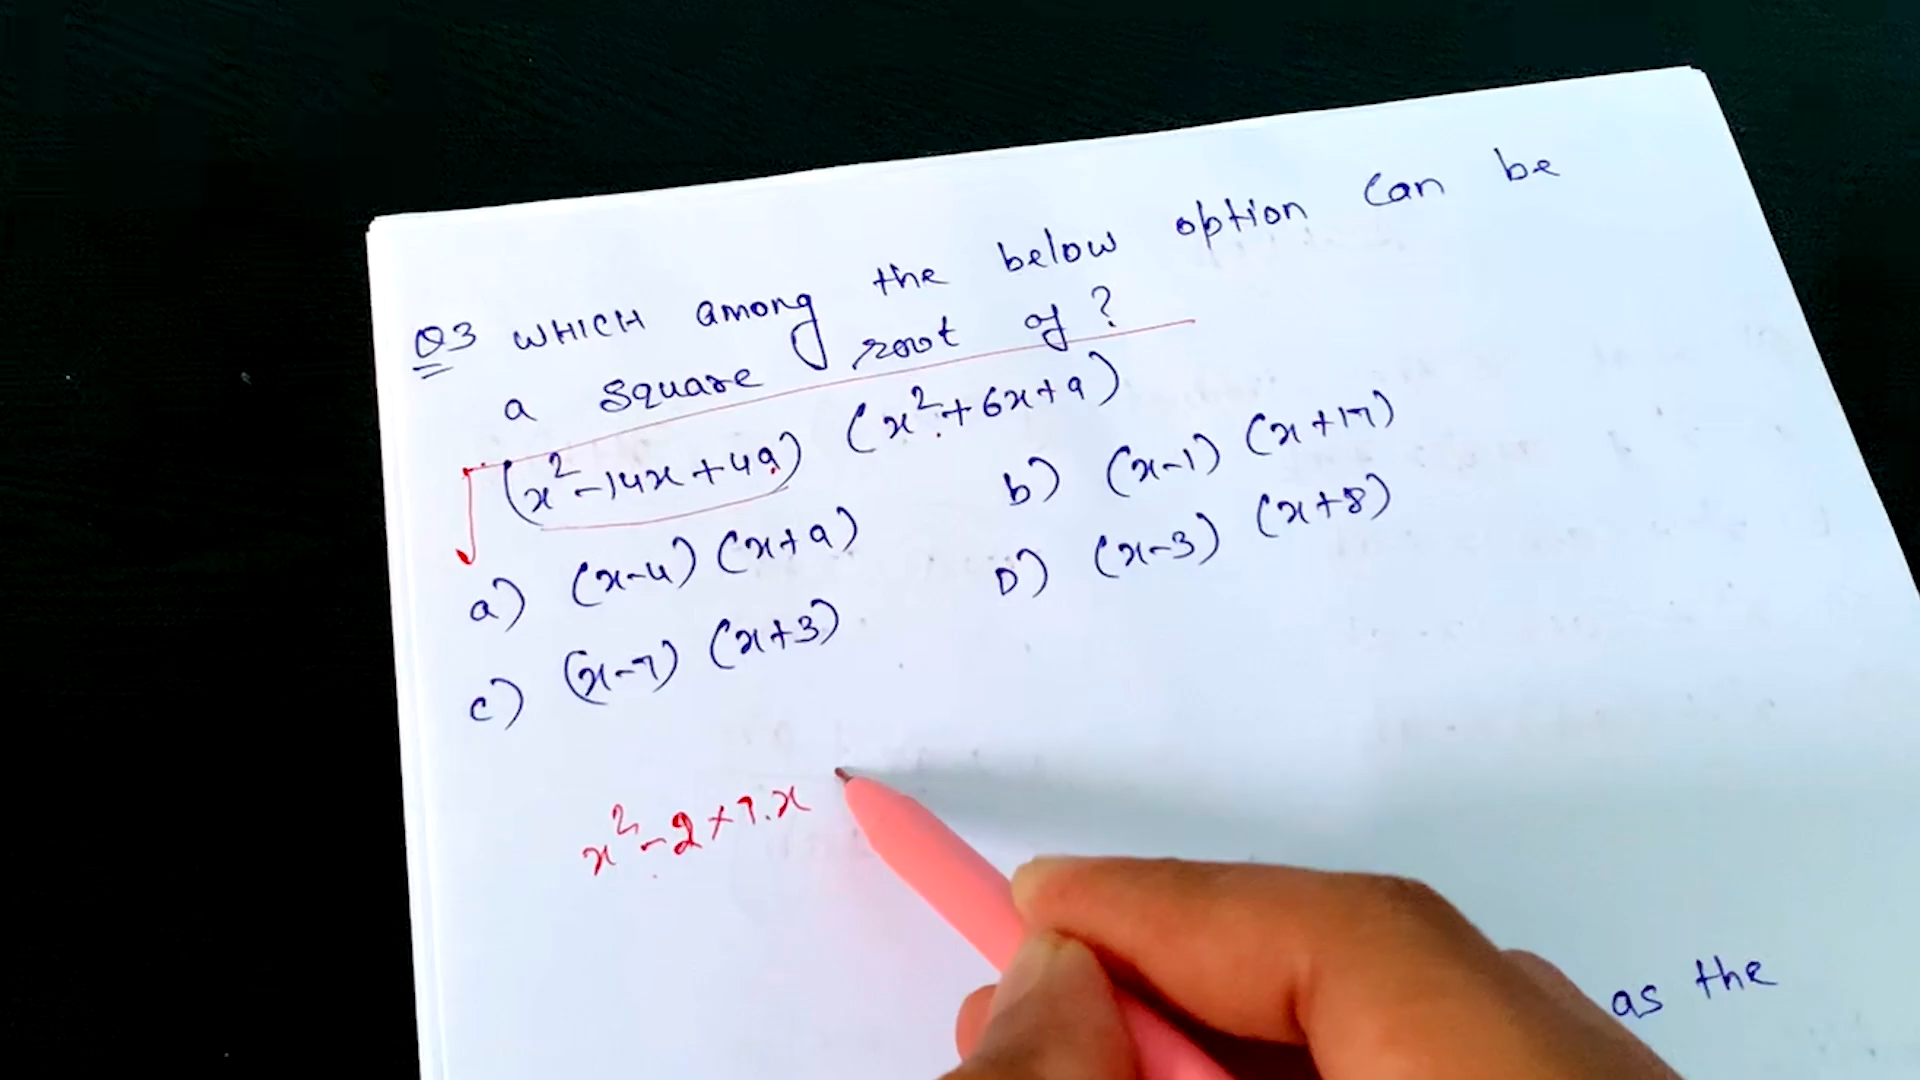 Q3 WHICH among the below option can be
a square root of?
√(x²-14x+49) (x²+6x+9)
a) (x-4) (x+9) b) (x-1) (x+17)
c) (x-7) (x+3) D) (x-3) (x+8)
x²-2×7.x
as the